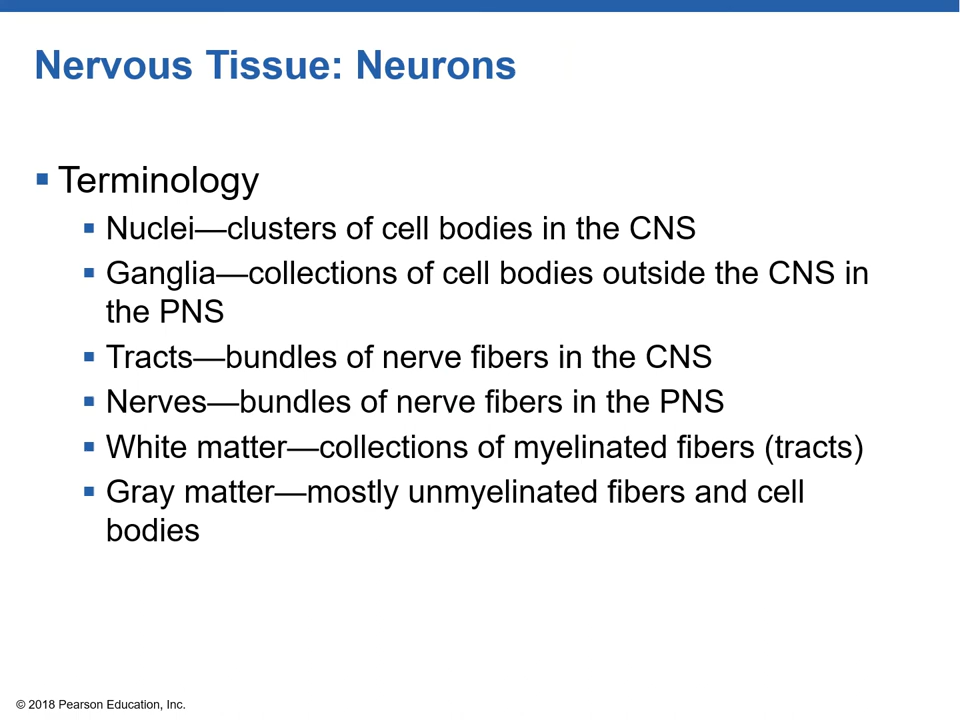 Nervous Tissue: Neurons
▪ Terminology
▪ Nuclei—clusters of cell bodies in the CNS
▪ Ganglia—collections of cell bodies outside the CNS in
the PNS
▪ Tracts—bundles of nerve fibers in the CNS
▪ Nerves—bundles of nerve fibers in the PNS
▪ White matter—collections of myelinated fibers (tracts)
▪ Gray matter—mostly unmyelinated fibers and cell
bodies
© 2018 Pearson Education, Inc.